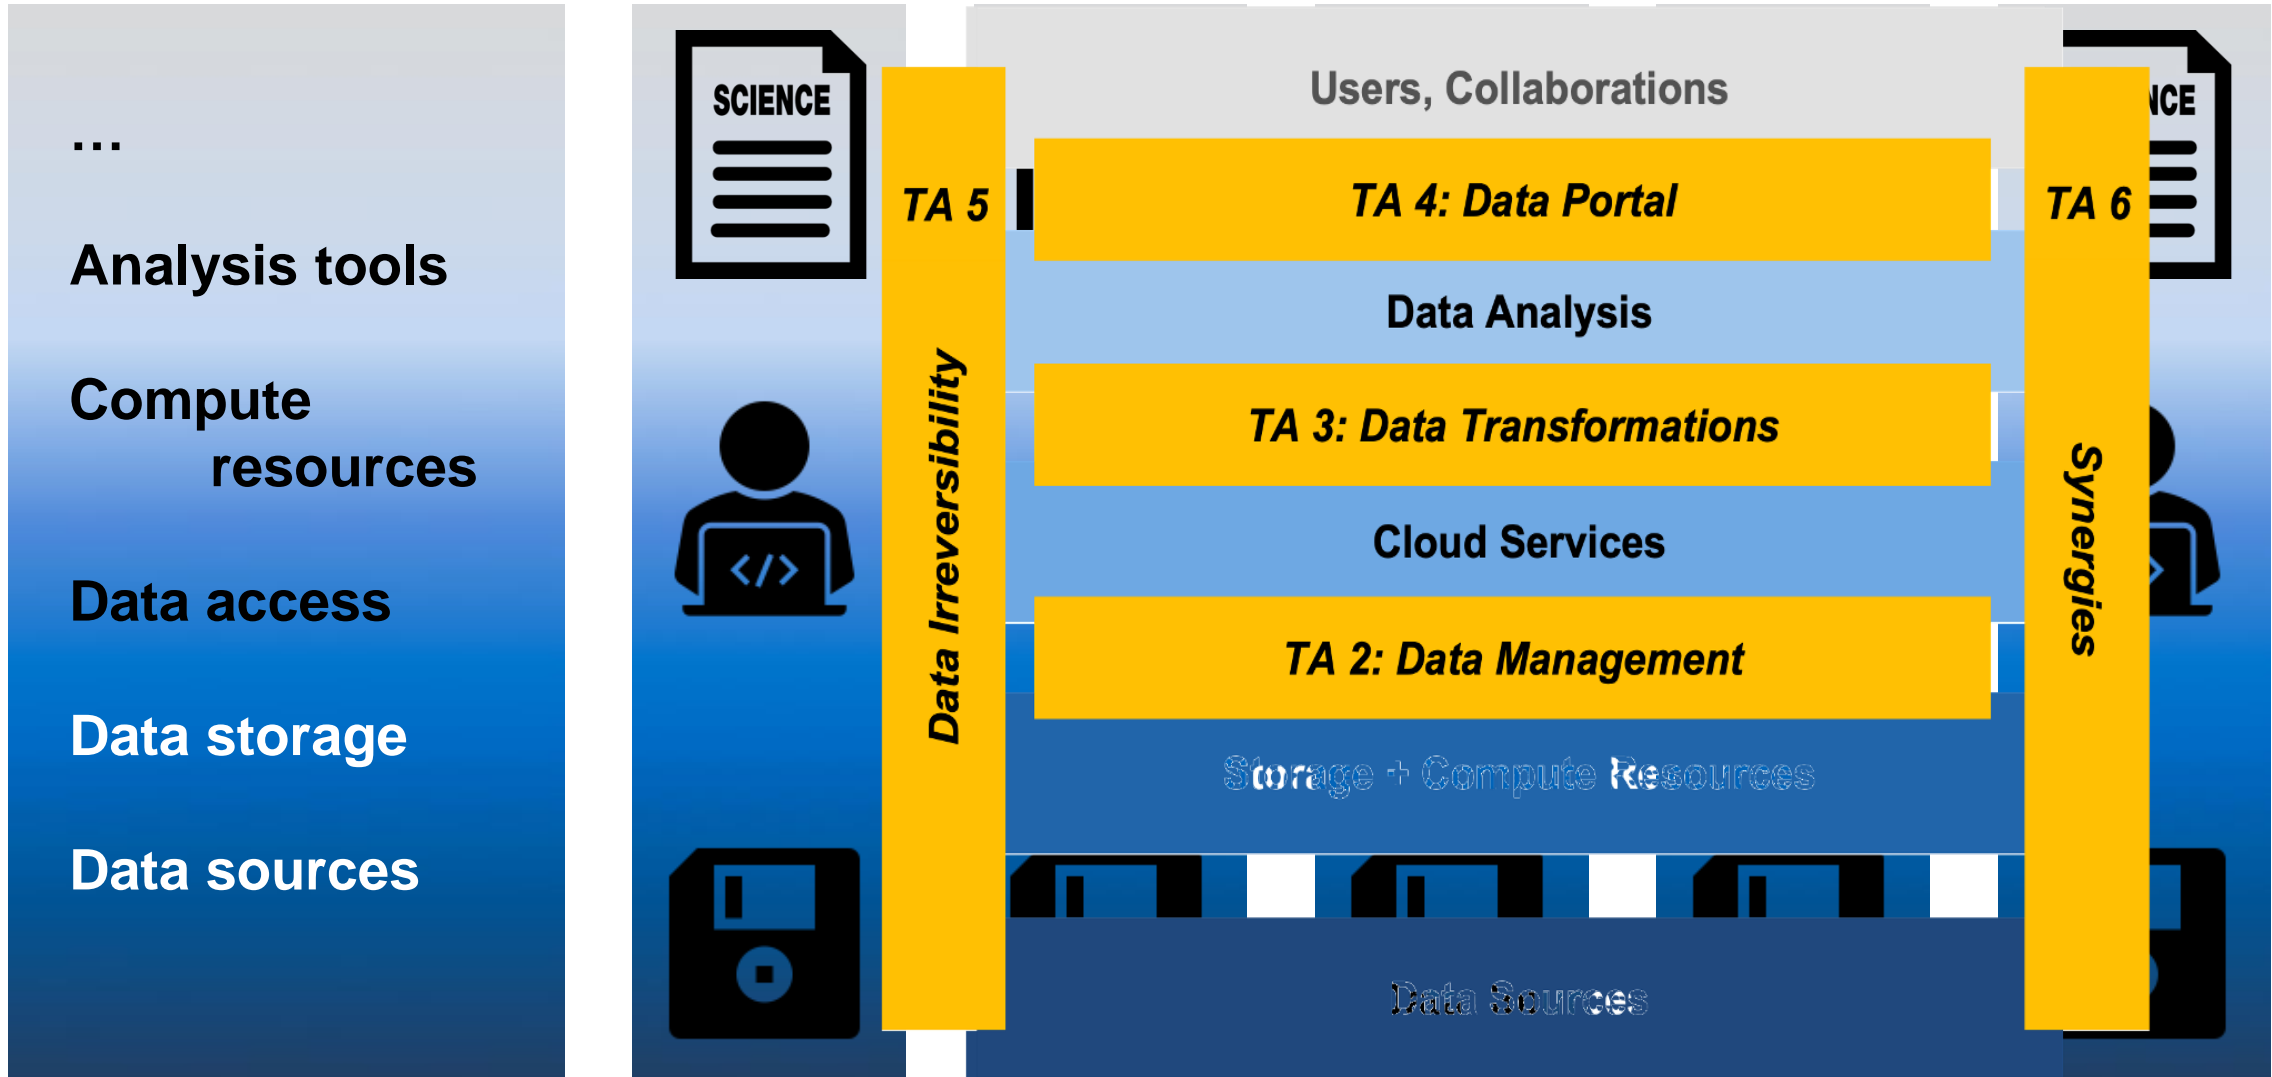 …
Analysis tools
Compute
resources
Data access
Data storage
Data sources
SCIENCE
TA 5
Data Irreversibility
Users, Collaborations
TA 4: Data Portal
Data Analysis
TA 3: Data Transformations
Cloud Services
TA 2: Data Management
Storage + Compute Resources
Data Sources
TA 6
Synergies
NCE